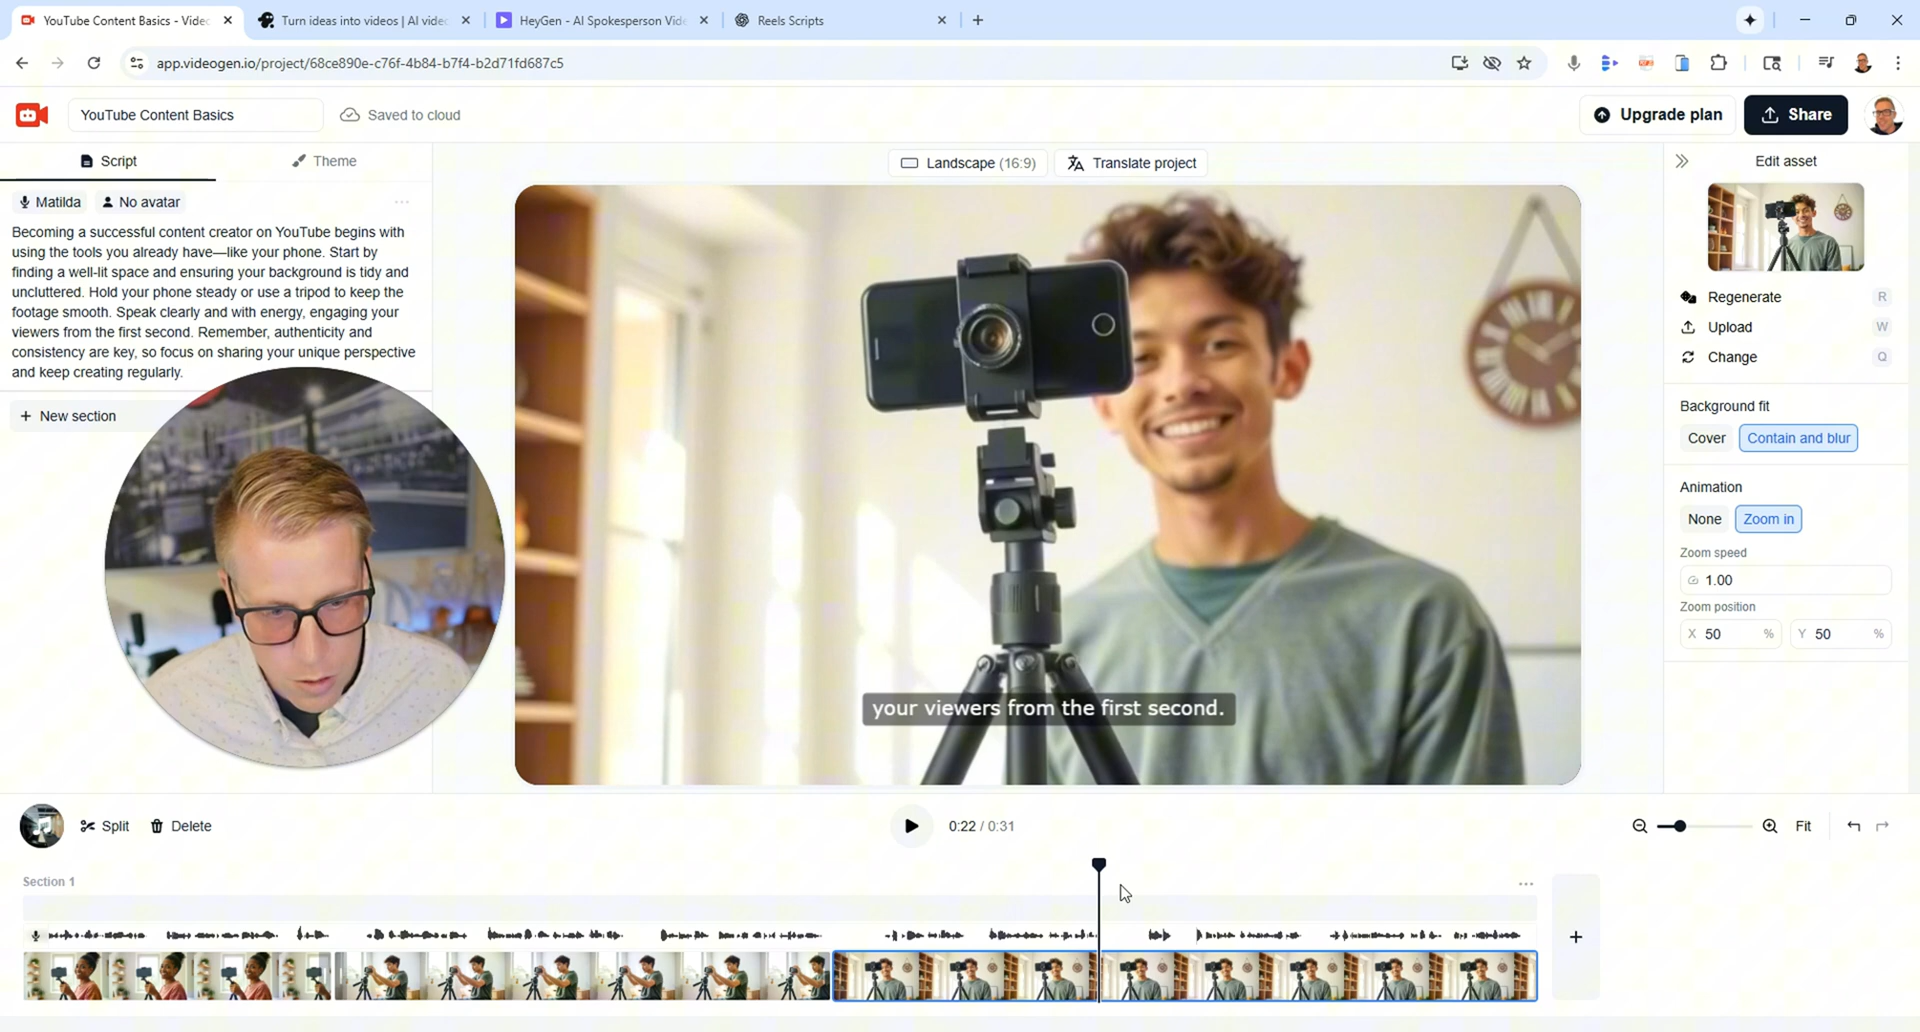 YouTube Content Basics - Video
Turn ideas into videos | AI video
HeyGen - AI Spokesperson Vide
Reels Scripts
app.videogen.io/project/68ce890e-c76f-4b84-b7f4-b2d71fd687c5
YouTube Content Basics
Saved to cloud
Upgrade plan
Share
Script
Theme
Landscape (16:9)
Translate project
Edit asset
Matilda
No avatar
Becoming a successful content creator on YouTube begins with
using the tools you already have—like your phone. Start by
finding a well-lit space and ensuring your background is tidy and
uncluttered. Hold your phone steady or use a tripod to keep the
footage smooth. Speak clearly and with energy, engaging your
viewers from the first second. Remember, authenticity and
consistency are key, so focus on sharing your unique perspective
and keep creating regularly.
+ New section
your viewers from the first second.
Regenerate R
Upload W
Change Q
Background fit
Cover Contain and blur
Animation
None Zoom in
Zoom speed
1.00
Zoom position
X 50 % Y 50 %
Split
Delete
0:22 / 0:31
Fit
Section 1